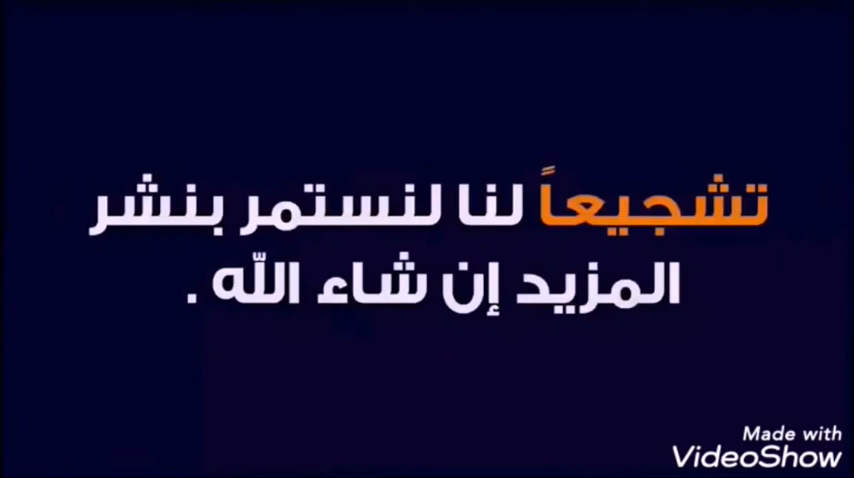 تشجيعاً لنا لنستمر بنشر
المزيد إن شاء الله .
Made with
VideoShow